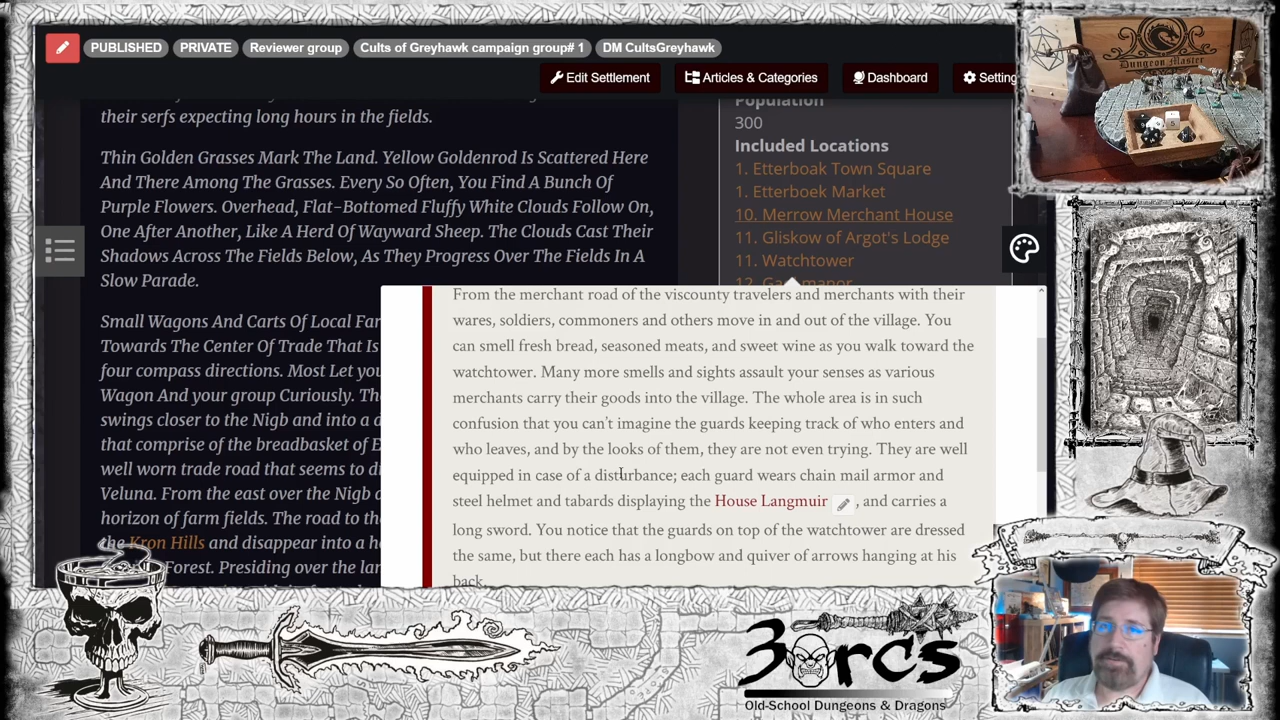 PUBLISHED PRIVATE Reviewer group Cults of Greyhawk campaign group# 1 DM CultsGreyhawk
Edit Settlement Articles & Categories Dashboard Setting
their serfs expecting long hours in the fields.
Thin Golden Grasses Mark The Land. Yellow Goldenrod Is Scattered Here
And There Among The Grasses. Every So Often, You Find A Bunch Of
Purple Flowers. Overhead, Flat-Bottomed Fluffy White Clouds Follow On,
One After Another, Like A Herd Of Wayward Sheep. The Clouds Cast Their
Shadows Across The Fields Below, As They Progress Over The Fields In A
Slow Parade.
Small Wagons And Carts Of Local Far
Towards The Center Of Trade That Is
four compass directions. Most Let you
Wagon And your group Curiously. Th
swings closer to the Nigb and into a d
that comprise of the breadbasket of E
well worn trade road that seems to di
Veluna. From the east over the Nigb a
horizon of farm fields. The road to th
the Kron Hills and disappear into a he
Forest. Presiding over the lar
Population
300
Included Locations
1. Etterboak Town Square
1. Etterboek Market
10. Merrow Merchant House
11. Gliskow of Argot's Lodge
11. Watchtower
From the merchant road of the viscounty travelers and merchants with their
wares, soldiers, commoners and others move in and out of the village. You
can smell fresh bread, seasoned meats, and sweet wine as you walk toward the
watchtower. Many more smells and sights assault your senses as various
merchants carry their goods into the village. The whole area is in such
confusion that you can't imagine the guards keeping track of who enters and
who leaves, and by the looks of them, they are not even trying. They are well
equipped in case of a disturbance; each guard wears chain mail armor and
steel helmet and tabards displaying the House Langmuir , and carries a
long sword. You notice that the guards on top of the watchtower are dressed
the same, but there each has a longbow and quiver of arrows hanging at his
back.
Dungeon Master
3 orcs
Old-School Dungeons & Dragons